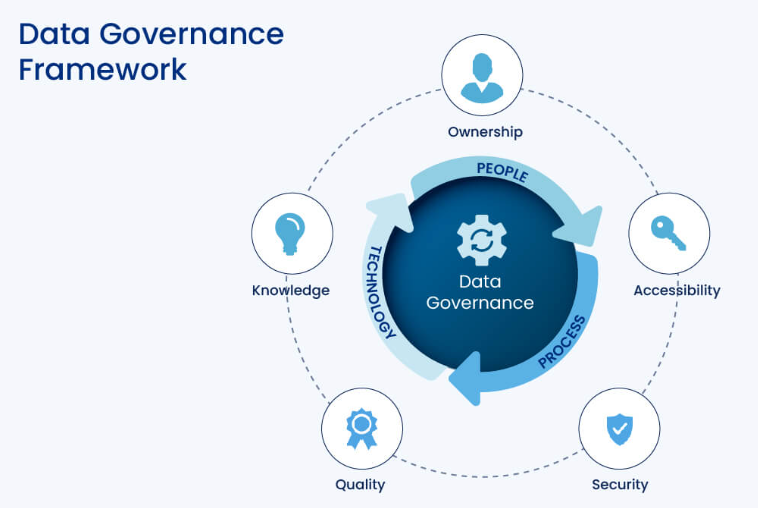 Data Governance
Framework
Ownership
PEOPLE
Knowledge
Data
Governance
Accessibility
TECHNOLOGY
PROCESS
Quality
Security